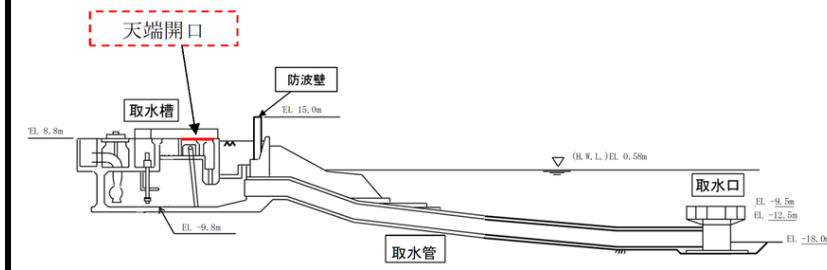 天端開口
防波壁
EL 15.0m
取水槽
EL 8.8m
(H.W.L.)EL 0.58m
取水口
EL -9.5m
EL -12.5m
EL -9.8m
EL -18.0m
取水管